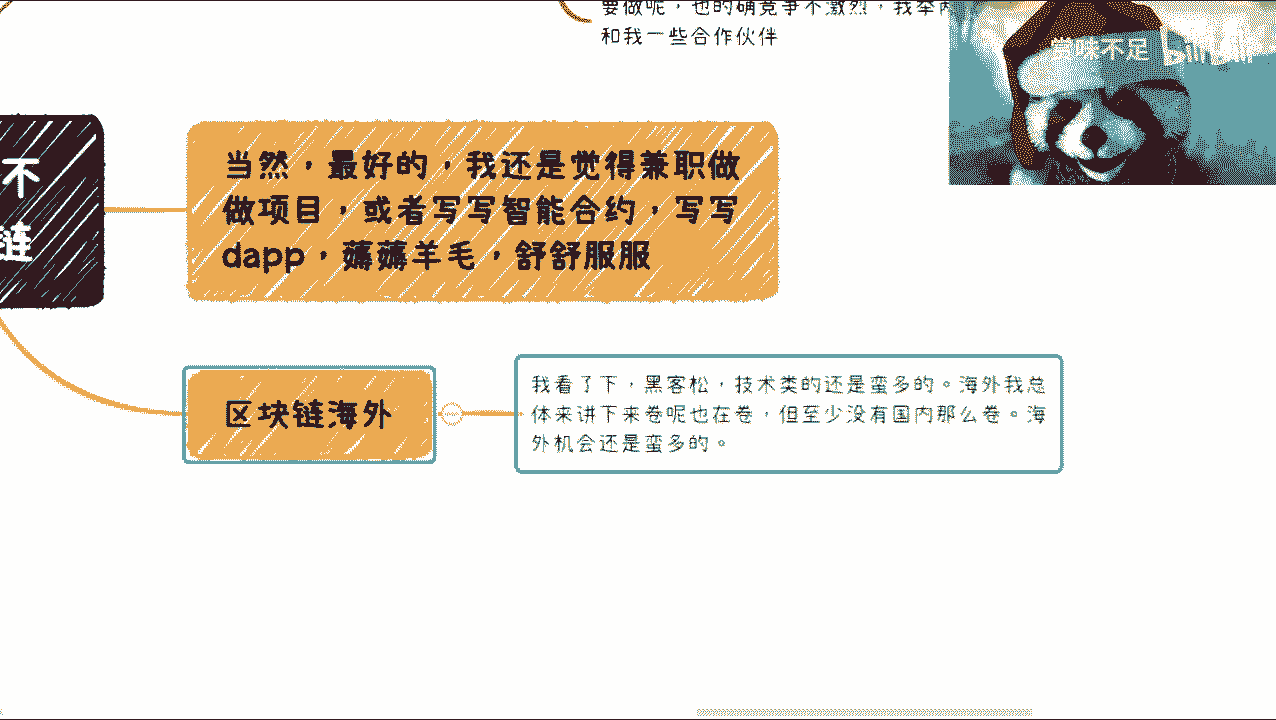 要做呢，也的确竞争不激烈，我举两
和我一些合作伙伴
赏味不足 bilibili
不
链
当然，最好的，我还是觉得兼职做
做项目，或者写写智能合约，写写
dapp，薅薅羊毛，舒舒服服
区块链海外
我看了下，黑客松，技术类的还是蛮多的。海外我总
体来讲下来卷呢也在卷，但至少没有国内那么卷。海
外机会还是蛮多的。